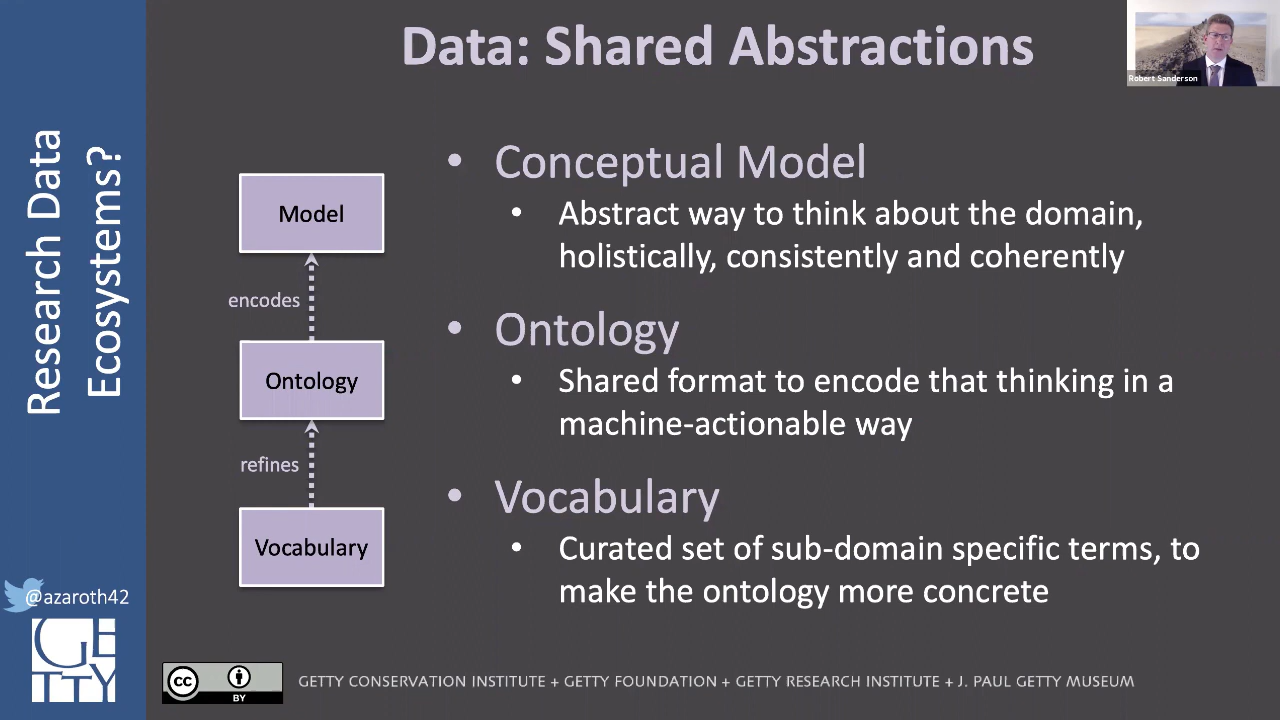 Data: Shared Abstractions
Robert Sanderson
Research Data
Ecosystems?
Model
encodes
Ontology
refines
Vocabulary
• Conceptual Model
• Abstract way to think about the domain,
holistically, consistently and coherently
• Ontology
• Shared format to encode that thinking in a
machine-actionable way
• Vocabulary
• Curated set of sub-domain specific terms, to
make the ontology more concrete
@azaroth42
GETTY
cc
BY
GETTY CONSERVATION INSTITUTE + GETTY FOUNDATION + GETTY RESEARCH INSTITUTE + J. PAUL GETTY MUSEUM